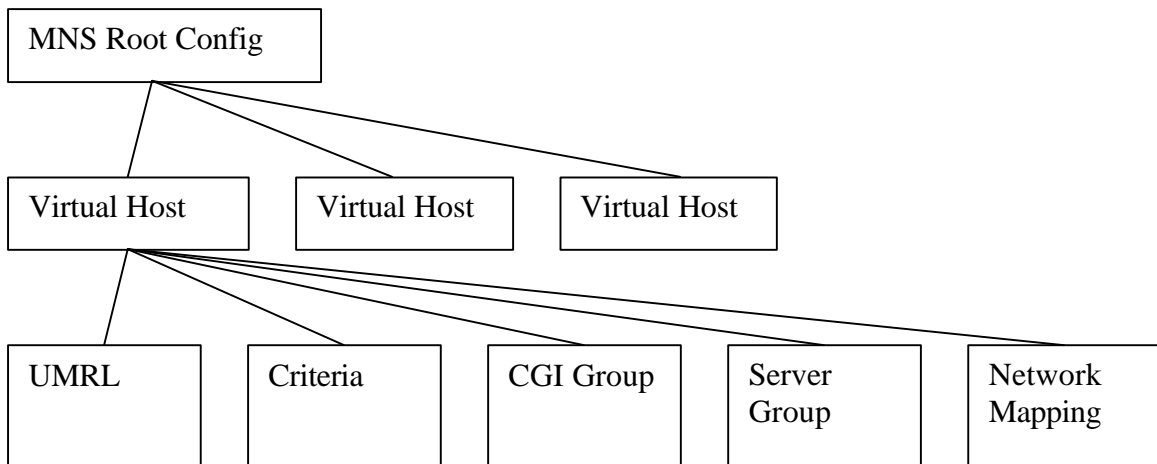 MNS Root Config
Virtual Host
Virtual Host
Virtual Host
UMRL
Criteria
CGI Group
Server
Group
Network
Mapping